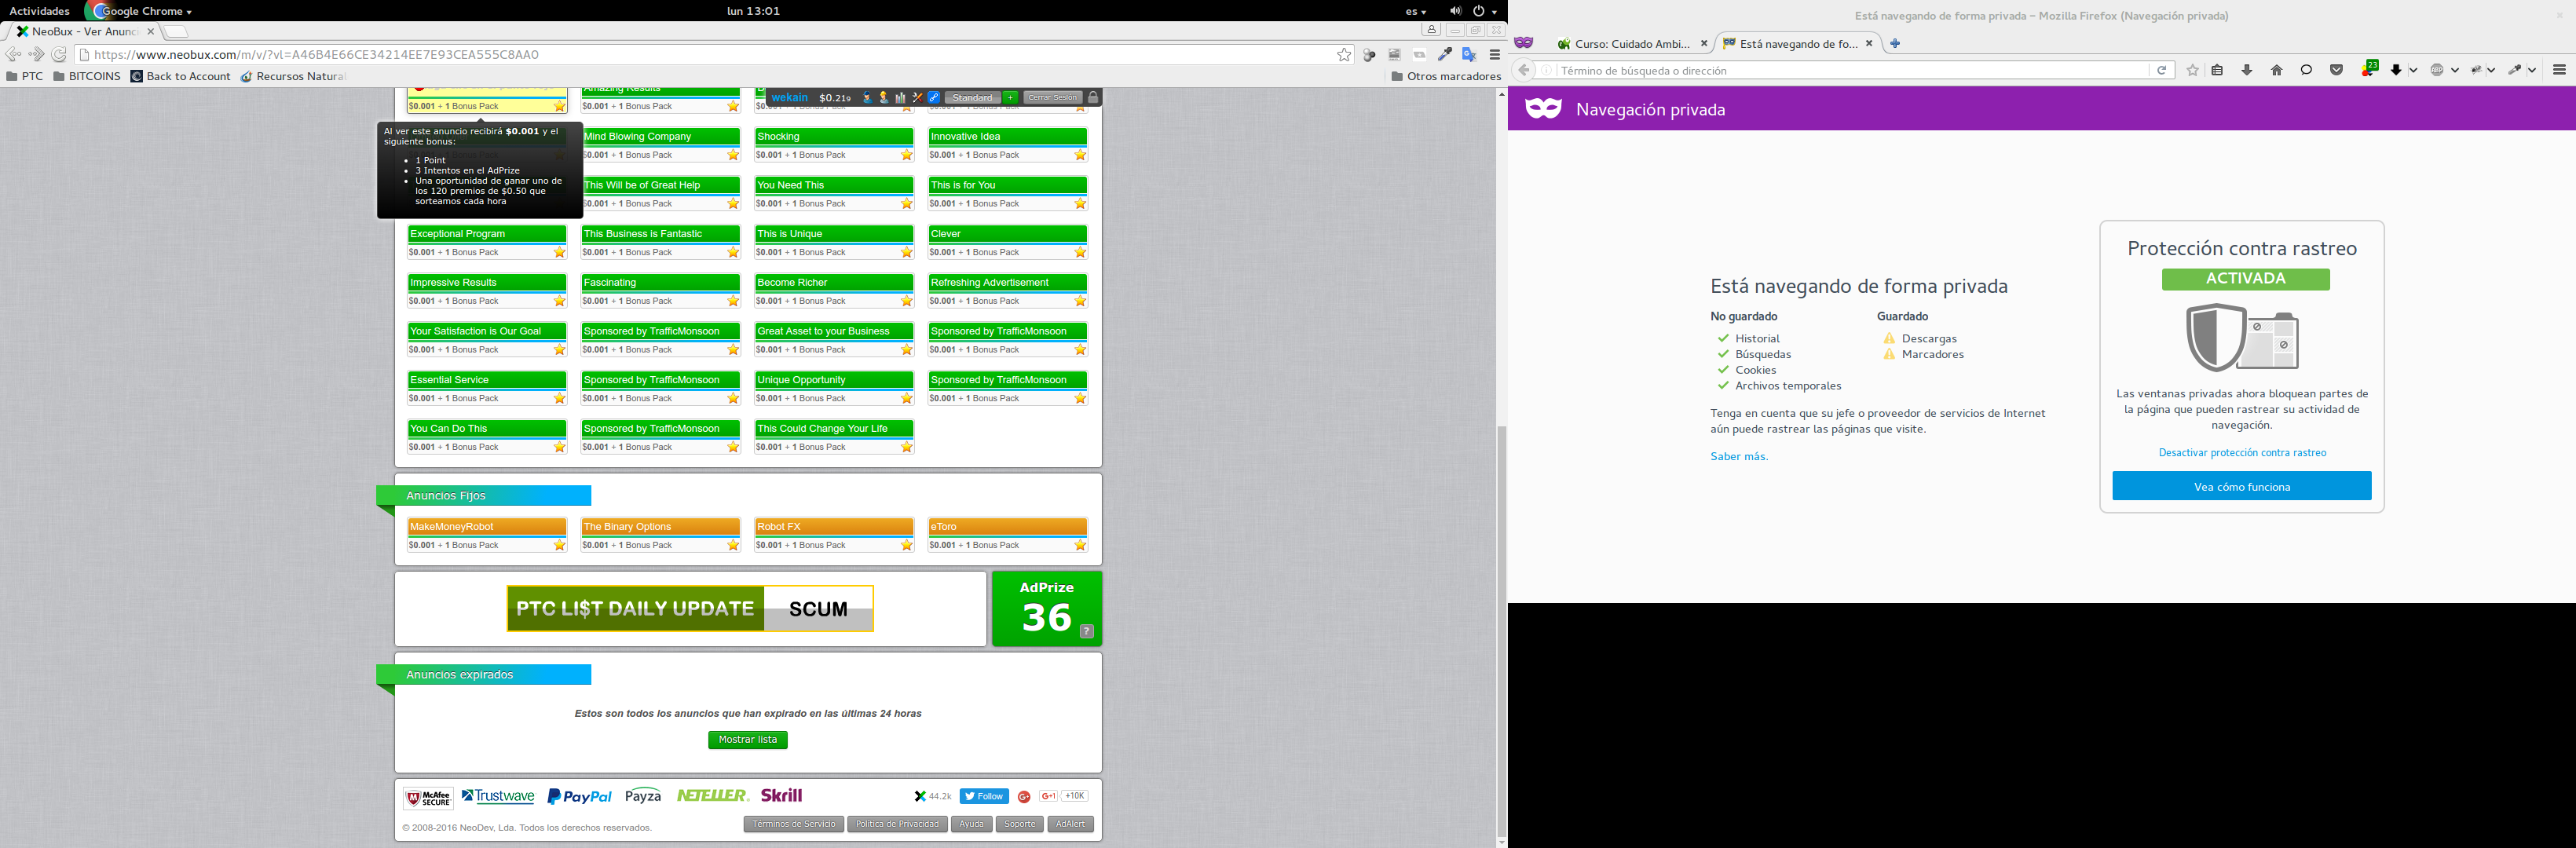 Actividades Google Chrome lun 13:01 es
NeoBux - Ver Anunc
https://www.neobux.com/m/v/?vl=A46B4E66CE34214EE7E93CEA555C8AA0
PTC BITCOINS Back to Account Recursos Natural Otros marcadores
wekain $0.219 Standard + Cerrar Sesión
Amazing Results
$0.001 + 1 Bonus Pack
Al ver este anuncio recibirá $0.001 y el
siguiente bonus:
• 1 Point
• 3 Intentos en el AdPrize
• Una oportunidad de ganar uno de
los 120 premios de $0.50 que
sorteamos cada hora
Mind Blowing Company Shocking Innovative Idea
$0.001 + 1 Bonus Pack $0.001 + 1 Bonus Pack $0.001 + 1 Bonus Pack
This Will be of Great Help You Need This This is for You
$0.001 + 1 Bonus Pack $0.001 + 1 Bonus Pack $0.001 + 1 Bonus Pack
Exceptional Program This Business is Fantastic This is Unique Clever
$0.001 + 1 Bonus Pack $0.001 + 1 Bonus Pack $0.001 + 1 Bonus Pack $0.001 + 1 Bonus Pack
Impressive Results Fascinating Become Richer Refreshing Advertisement
$0.001 + 1 Bonus Pack $0.001 + 1 Bonus Pack $0.001 + 1 Bonus Pack $0.001 + 1 Bonus Pack
Your Satisfaction is Our Goal Sponsored by TrafficMonsoon Great Asset to your Business Sponsored by TrafficMonsoon
$0.001 + 1 Bonus Pack $0.001 + 1 Bonus Pack $0.001 + 1 Bonus Pack $0.001 + 1 Bonus Pack
Essential Service Sponsored by TrafficMonsoon Unique Opportunity Sponsored by TrafficMonsoon
$0.001 + 1 Bonus Pack $0.001 + 1 Bonus Pack $0.001 + 1 Bonus Pack $0.001 + 1 Bonus Pack
You Can Do This Sponsored by TrafficMonsoon This Could Change Your Life
$0.001 + 1 Bonus Pack $0.001 + 1 Bonus Pack $0.001 + 1 Bonus Pack
Anuncios Fijos
MakeMoneyRobot The Binary Options Robot FX eToro
$0.001 + 1 Bonus Pack $0.001 + 1 Bonus Pack $0.001 + 1 Bonus Pack $0.001 + 1 Bonus Pack
PTC LI$T DAILY UPDATE SCUM
AdPrize
36
?
Anuncios expirados
Estos son todos los anuncios que han expirado en las últimas 24 horas
Mostrar lista
McAfee SECURE Trustwave PayPal Payza NETELLER Skrill 44.2k Follow G+ G+1 +10K
© 2008-2016 NeoDev, Lda. Todos los derechos reservados. Términos de Servicio Política de Privacidad Ayuda Soporte AdAlert
Está navegando de forma privada – Mozilla Firefox (Navegación privada)
Curso: Cuidado Ambi... Está navegando de fo...
Término de búsqueda o dirección 23 ABP
Navegación privada
Está navegando de forma privada
No guardado Guardado
Historial Descargas
Búsquedas Marcadores
Cookies
Archivos temporales
Tenga en cuenta que su jefe o proveedor de servicios de Internet
aún puede rastrear las páginas que visite.
Saber más.
Protección contra rastreo
ACTIVADA
Las ventanas privadas ahora bloquean partes de
la página que pueden rastrear su actividad de
navegación.
Desactivar protección contra rastreo
Vea cómo funciona